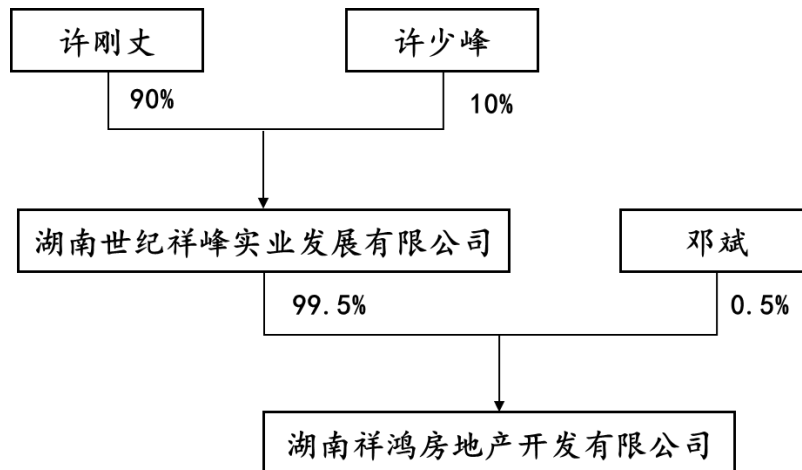 许刚丈
许少峰
90%
10%
湖南世纪祥峰实业发展有限公司
邓斌
99.5%
0.5%
湖南祥鸿房地产开发有限公司